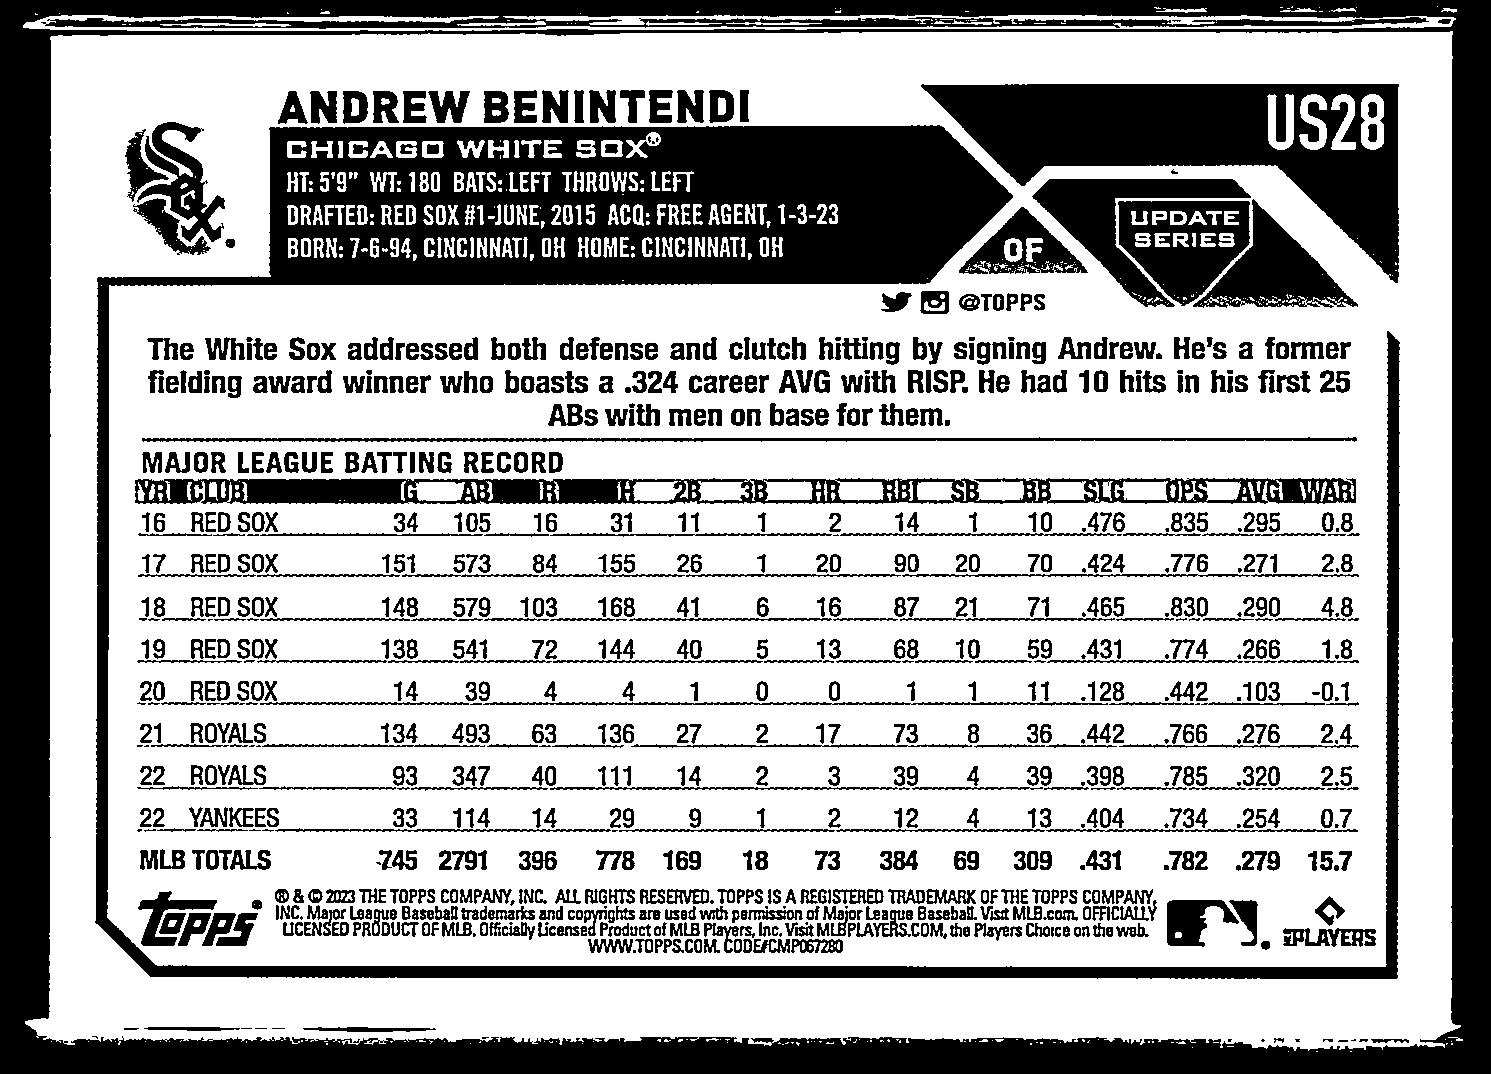 ANDREW BENINTENDI
US28
CHICAGO WHITE SOX®
HT: 5'9" WT: 180 BATS: LEFT THROWS: LEFT
DRAFTED: RED SOX #1-JUNE, 2015 ACQ: FREE AGENT, 1-3-23
BORN: 7-6-94, CINCINNATI, OH HOME: CINCINNATI, OH
OF
UPDATE
SERIES
Sox
@TOPPS
The White Sox addressed both defense and clutch hitting by signing Andrew. He's a former
fielding award winner who boasts a .324 career AVG with RISP. He had 10 hits in his first 25
ABs with men on base for them.
MAJOR LEAGUE BATTING RECORD
YR CLUB G AB R H 2B 3B HR RBI SB BB SLG OPS AVG WAR
16 RED SOX 34 105 16 31 11 1 2 14 1 10 .476 .835 .295 0.8
17 RED SOX 151 573 84 155 26 1 20 90 20 70 .424 .776 .271 2.8
18 RED SOX 148 579 103 168 41 6 16 87 21 71 .465 .830 .290 4.8
19 RED SOX 138 541 72 144 40 5 13 68 10 59 .431 .774 .266 1.8
20 RED SOX 14 39 4 4 1 0 0 1 1 11 .128 .442 .103 -0.1
21 ROYALS 134 493 63 136 27 2 17 73 8 36 .442 .766 .276 2.4
22 ROYALS 93 347 40 111 14 2 3 39 4 39 .398 .785 .320 2.5
22 YANKEES 33 114 14 29 9 1 2 12 4 13 .404 .734 .254 0.7
MLB TOTALS 745 2791 396 778 169 18 73 384 69 309 .431 .782 .279 15.7
topps®
® & © 2023 THE TOPPS COMPANY, INC. ALL RIGHTS RESERVED. TOPPS IS A REGISTERED TRADEMARK OF THE TOPPS COMPANY,
INC. Major League Baseball trademarks and copyrights are used with permission of Major League Baseball. Visit MLB.com. OFFICIALLY
LICENSED PRODUCT OF MLB. Officially Licensed Product of MLB Players, Inc. Visit MLBPLAYERS.COM, the Players Choice on the web.
WWW.TOPPS.COM. CODE#CMP067280
PLAYERS